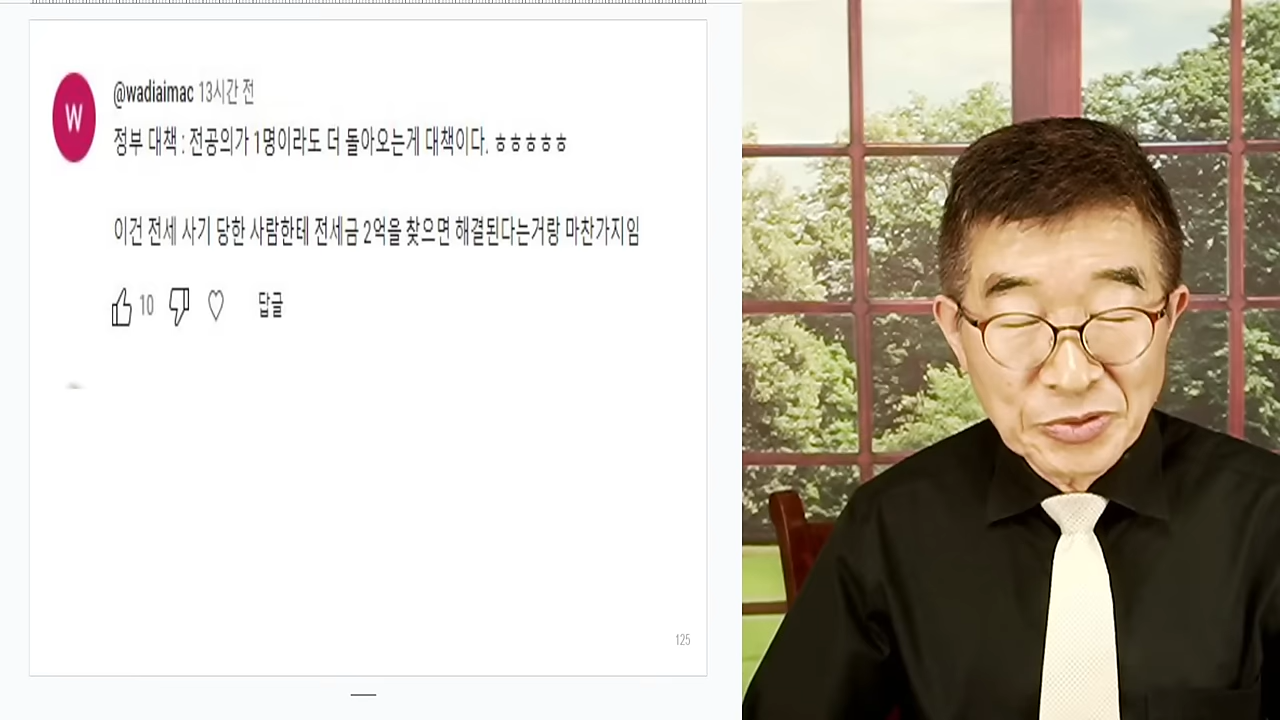 W
@wadiaimac 13시간 전
정부 대책 : 전공의가 1명이라도 더 돌아오는게 대책이다. ㅎㅎㅎㅎㅎ
이건 전세 사기 당한 사람한테 전세금 2억을 찾으면 해결된다는거랑 마찬가지임
10 답글
125